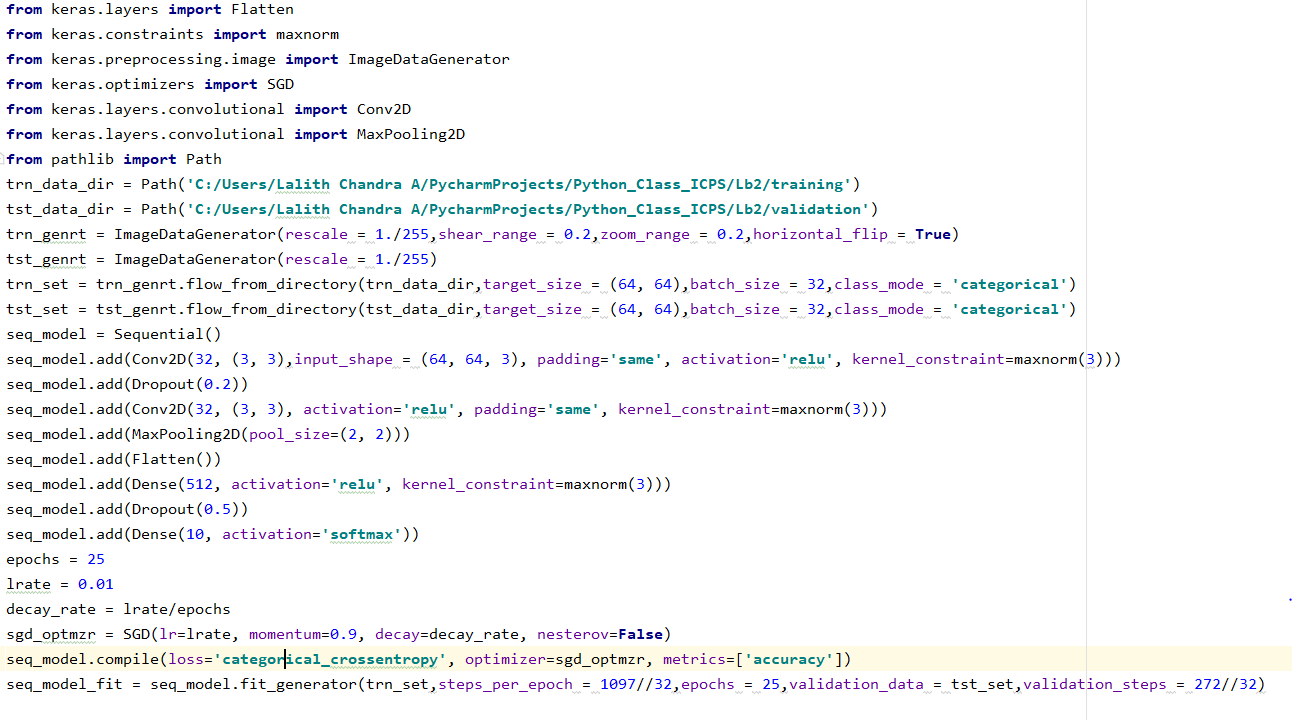 from keras.layers import Flatten
from keras.constraints import maxnorm
from keras.preprocessing.image import ImageDataGenerator
from keras.optimizers import SGD
from keras.layers.convolutional import Conv2D
from keras.layers.convolutional import MaxPooling2D
from pathlib import Path
trn_data_dir = Path('C:/Users/Lalith Chandra A/PycharmProjects/Python_Class_ICPS/Lb2/training')
tst_data_dir = Path('C:/Users/Lalith Chandra A/PycharmProjects/Python_Class_ICPS/Lb2/validation')
trn_genrt = ImageDataGenerator(rescale = 1./255,shear_range = 0.2,zoom_range = 0.2,horizontal_flip = True)
tst_genrt = ImageDataGenerator(rescale = 1./255)
trn_set = trn_genrt.flow_from_directory(trn_data_dir,target_size = (64, 64),batch_size = 32,class_mode = 'categorical')
tst_set = tst_genrt.flow_from_directory(tst_data_dir,target_size = (64, 64),batch_size = 32,class_mode = 'categorical')
seq_model = Sequential()
seq_model.add(Conv2D(32, (3, 3),input_shape = (64, 64, 3), padding='same', activation='relu', kernel_constraint=maxnorm(3)))
seq_model.add(Dropout(0.2))
seq_model.add(Conv2D(32, (3, 3), activation='relu', padding='same', kernel_constraint=maxnorm(3)))
seq_model.add(MaxPooling2D(pool_size=(2, 2)))
seq_model.add(Flatten())
seq_model.add(Dense(512, activation='relu', kernel_constraint=maxnorm(3)))
seq_model.add(Dropout(0.5))
seq_model.add(Dense(10, activation='softmax'))
epochs = 25
lrate = 0.01
decay_rate = lrate/epochs
sgd_optmzr = SGD(lr=lrate, momentum=0.9, decay=decay_rate, nesterov=False)
seq_model.compile(loss='categorical_crossentropy', optimizer=sgd_optmzr, metrics=['accuracy'])
seq_model_fit = seq_model.fit_generator(trn_set,steps_per_epoch = 1097//32,epochs = 25,validation_data = tst_set,validation_steps = 272//32)